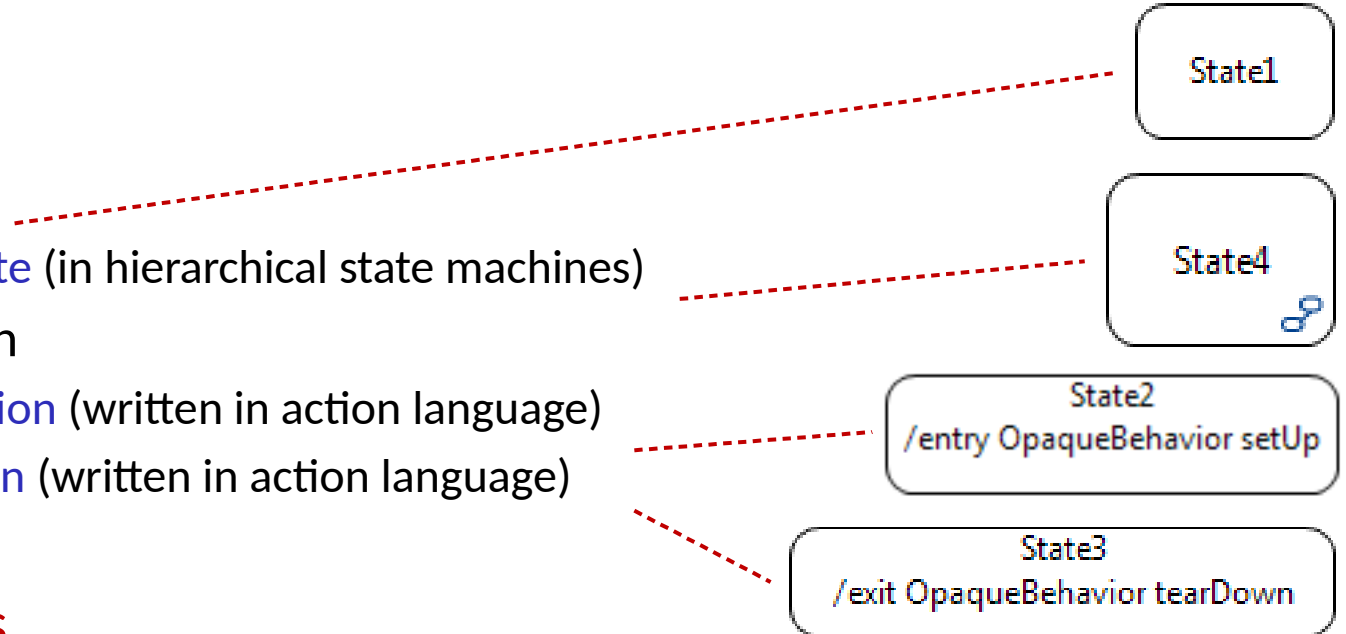 State1
te (in hierarchical state machines)
State4
n
ion (written in action language)
State2
/entry OpaqueBehavior setUp
n (written in action language)
State3
/exit OpaqueBehavior tearDown
s